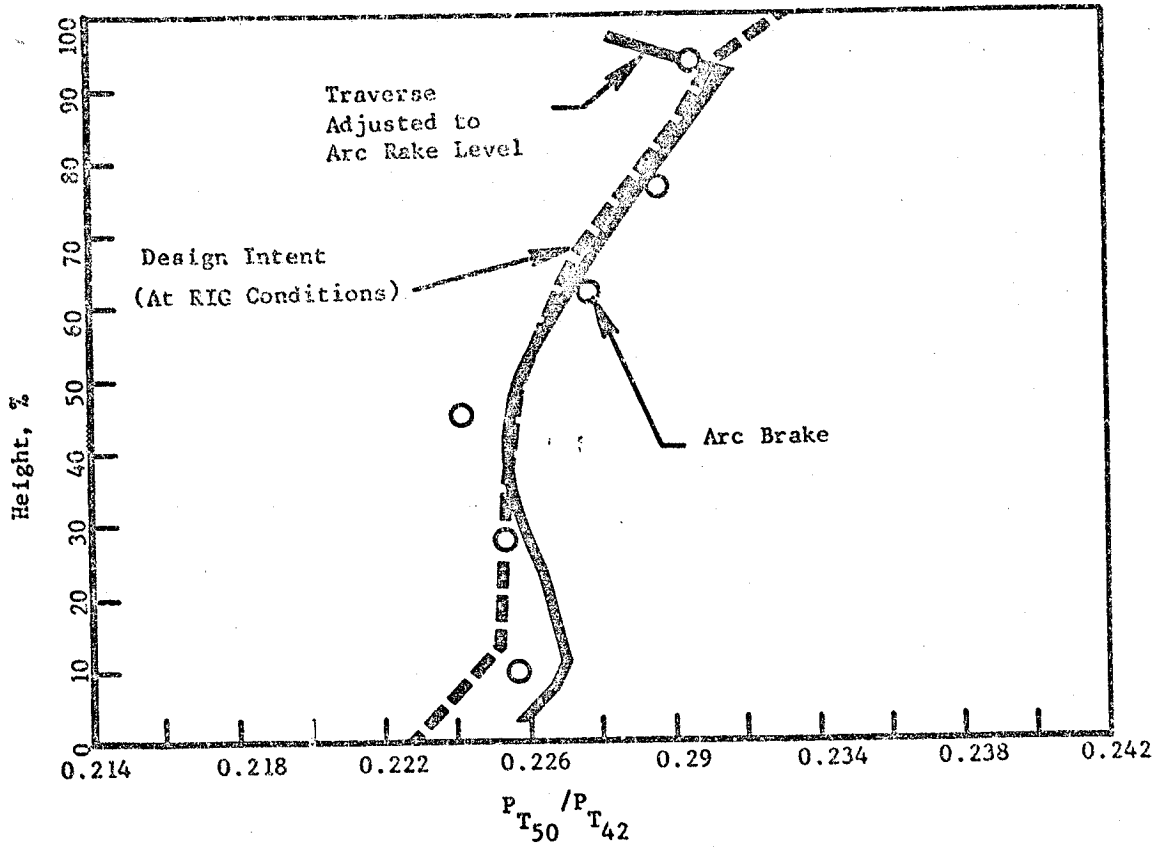 100
90
80
70
60
50
40
30
20
10
0
Height, %
Traverse
Adjusted to
Arc Rake Level
Design Intent
(At RIG Conditions)
Arc Brake
0.214 0.218 0.222 0.226 0.29 0.234 0.238 0.242
PT50/PT42